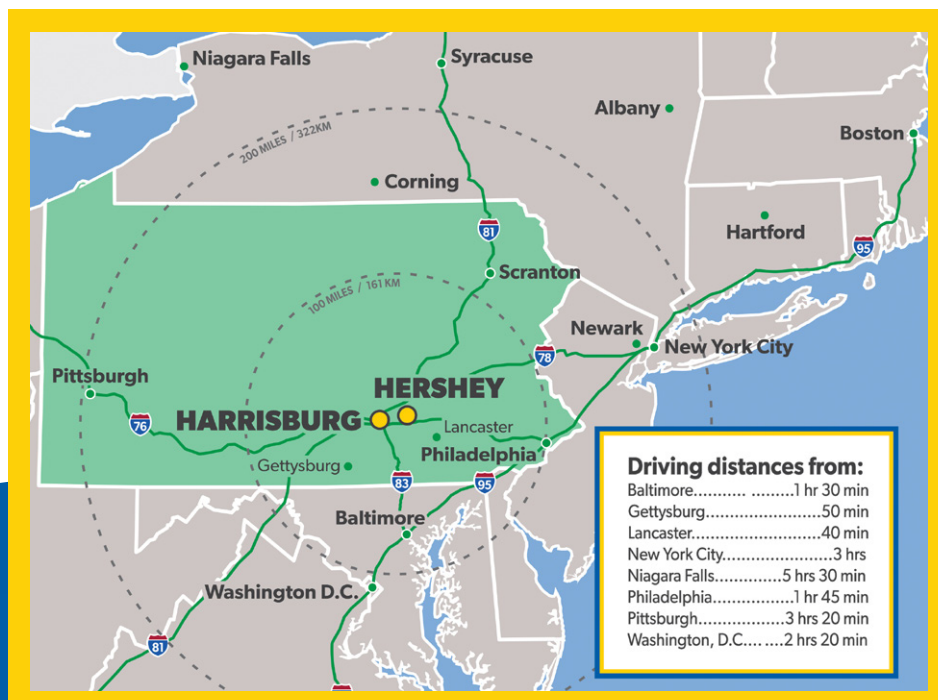 Niagara Falls
Syracuse
Albany
Boston
200 MILES / 322KM
Corning
Hartford
81
95
Scranton
100 MILES / 161 KM
Newark
New York City
78
Pittsburgh
HERSHEY
HARRISBURG
76
Lancaster
Philadelphia
Gettysburg
83
95
Baltimore
Washington D.C.
81
Driving distances from:
Baltimore........... .........1 hr 30 min
Gettysburg.......................50 min
Lancaster.........................40 min
New York City.....................3 hrs
Niagara Falls..............5 hrs 30 min
Philadelphia..............1 hr 45 min
Pittsburgh.................3 hrs 20 min
Washington, D.C.... ....2 hrs 20 min